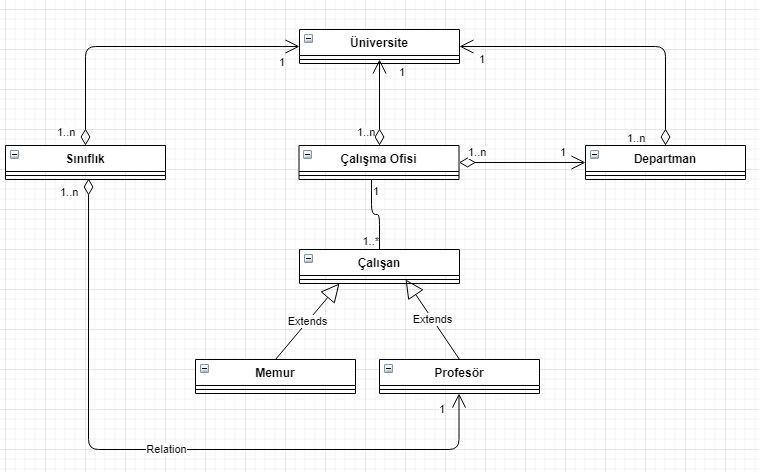 Üniversite
1
1
1
1..n
1..n
1..n
Sınıflık
Çalışma Ofisi
1..n
1
Departman
1..n
1
1..*
Çalışan
Extends
Extends
Memur
Profesör
1
Relation